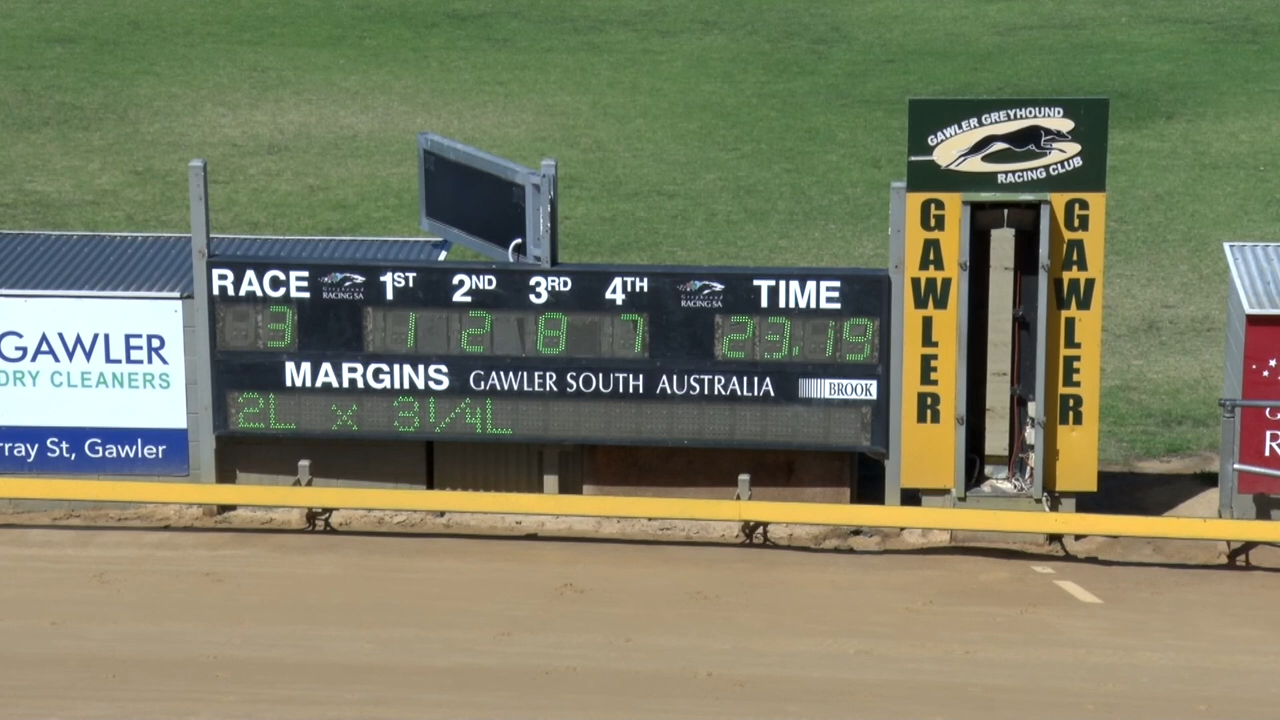 GAWLER GREYHOUND
RACING CLUB
GAWLER
GAWLER
RACE 1ST 2ND 3RD 4TH TIME
Greyhound
RACING SA
Greyhound
RACING SA
3 1 2 8 7 23.19
MARGINS GAWLER SOUTH AUSTRALIA BROOK
2L x 31/4L
GAWLER
DRY CLEANERS
rray St, Gawler
G
R